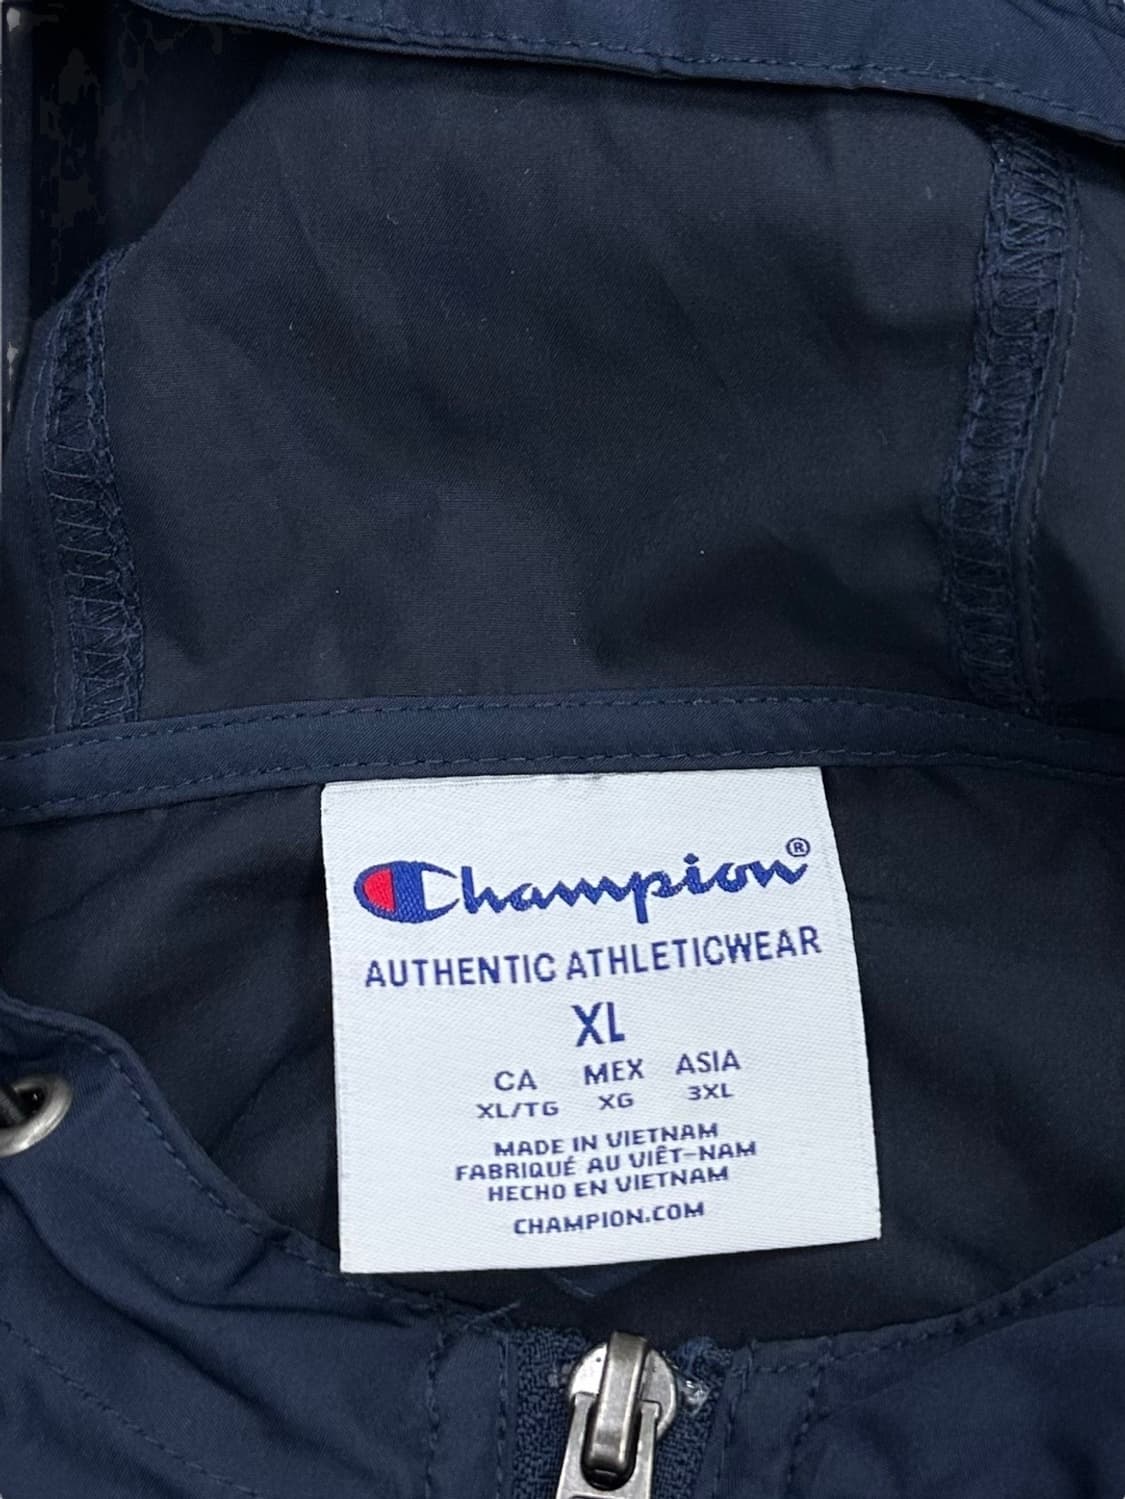 Champion®
AUTHENTIC ATHLETICWEAR
XL
CA MEX ASIA
XL/TG XG 3XL
MADE IN VIETNAM
FABRIQUÉ AU VIÊT-NAM
HECHO EN VIETNAM
CHAMPION.COM